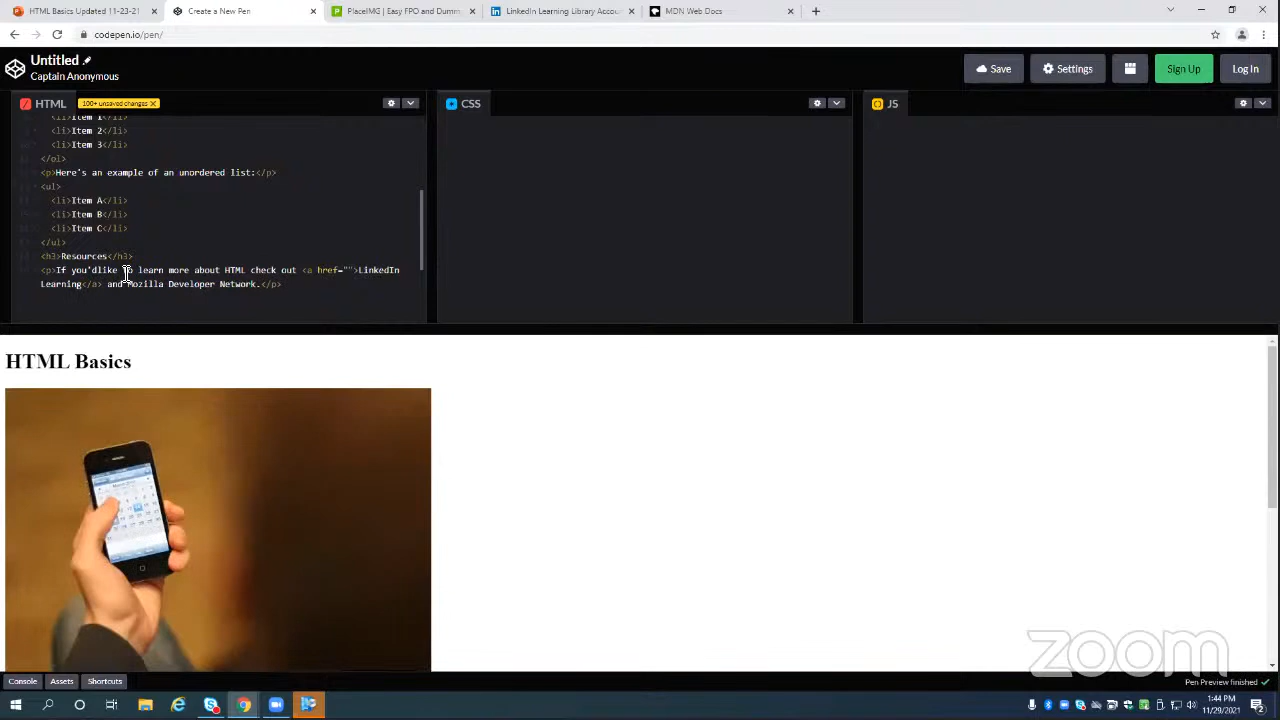 HTML Basics Updated 11-23-21
Create a New Pen
PlaceIMG | Easy FPO and Dumm
LinkedIn Learning Library Accou
MDN Web Docs
codepen.io/pen/
Untitled
Captain Anonymous
Save
Settings
Sign Up
Log In
HTML
100+ unsaved changes X
CSS
JS
<li>Item 1</li>
<li>Item 2</li>
<li>Item 3</li>
</ol>
<p>Here's an example of an unordered list:</p>
<ul>
<li>Item A</li>
<li>Item B</li>
<li>Item C</li>
</ul>
<h3>Resources</h3>
<p>If you'dlike to learn more about HTML check out <a href="">LinkedIn
Learning</a> and Mozilla Developer Network.</p>
HTML Basics
zoom
Console
Assets
Shortcuts
Pen Preview finished
1:44 PM
11/29/2021